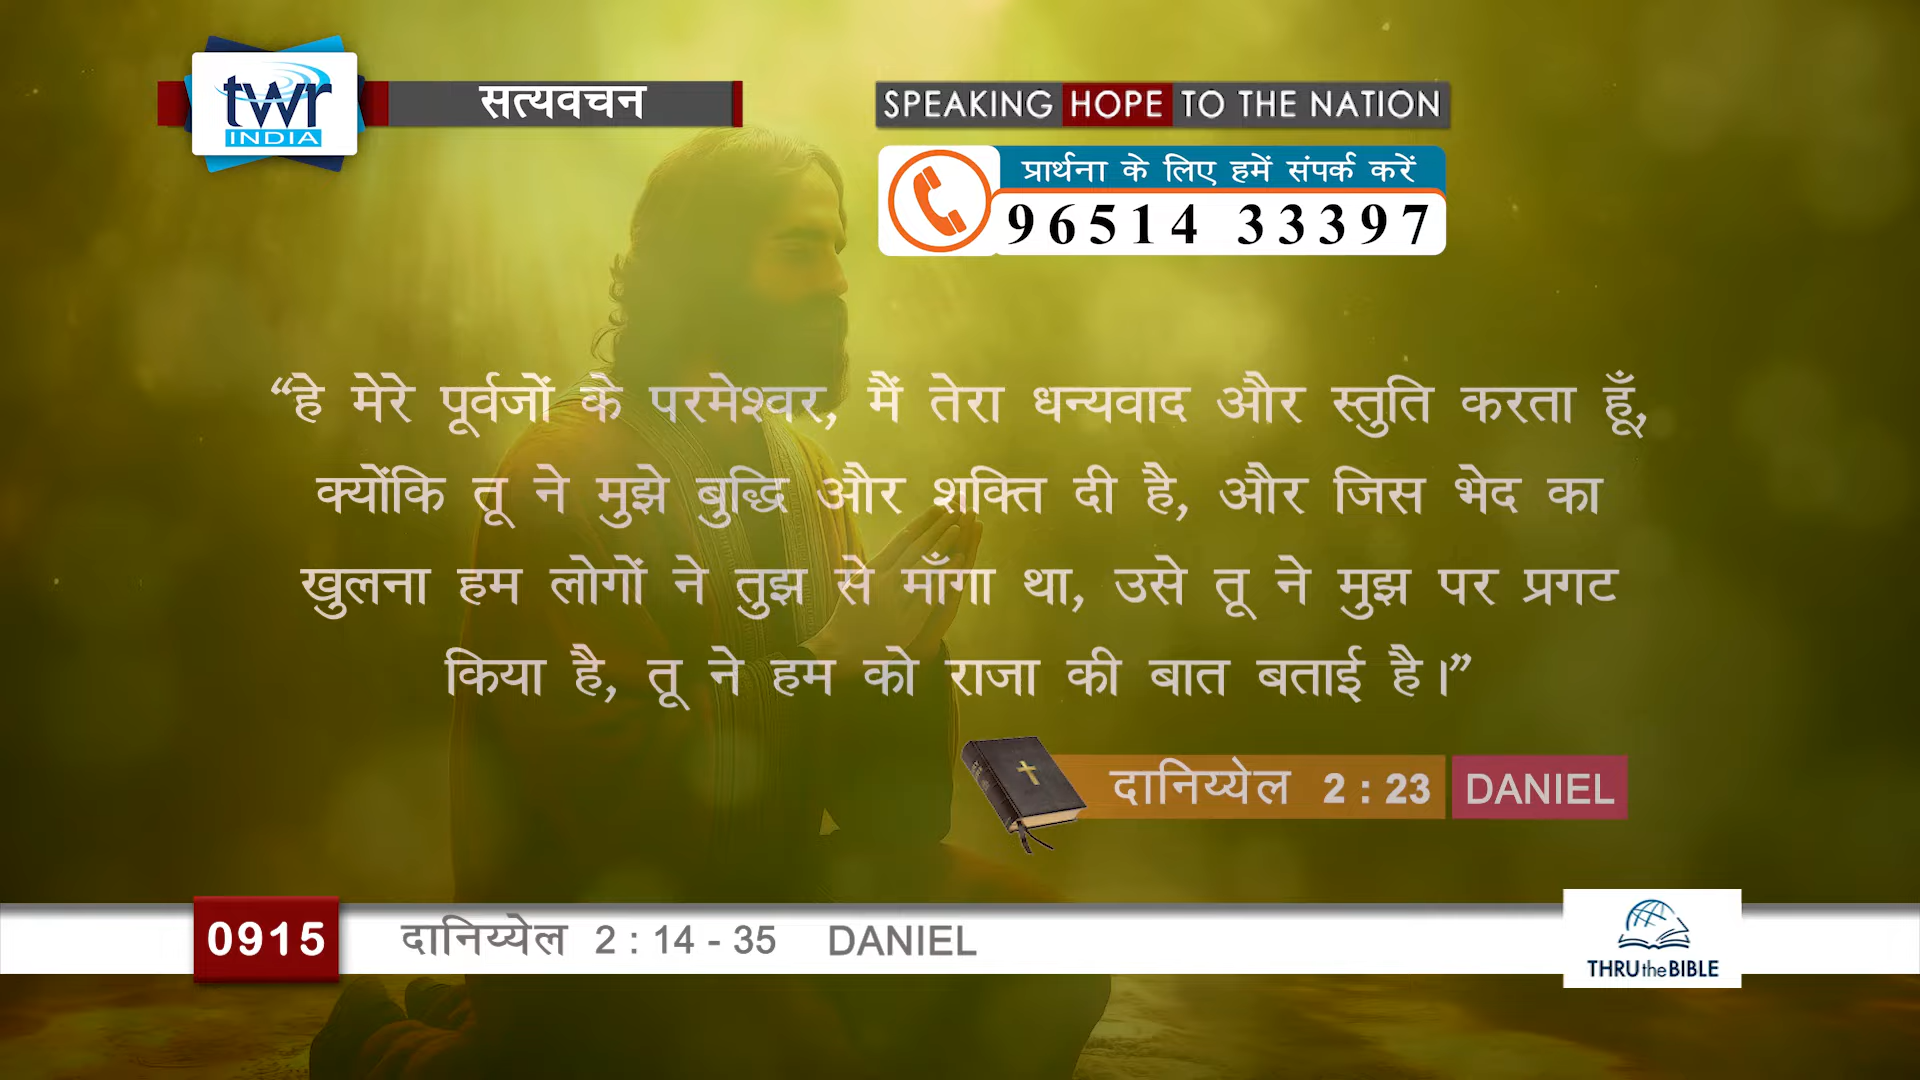 twr
INDIA
सत्यवचन
SPEAKING HOPE TO THE NATION
प्रार्थना के लिए हमें संपर्क करें
96514 33397
“हे मेरे पूर्वजों के परमेश्वर, मैं तेरा धन्यवाद और स्तुति करता हूँ,
क्योंकि तू ने मुझे बुद्धि और शक्ति दी है, और जिस भेद का
खुलना हम लोगों ने तुझ से माँगा था, उसे तू ने मुझ पर प्रगट
किया है, तू ने हम को राजा की बात बताई है।”
दानिय्येल 2 : 23 DANIEL
0915 दानिय्येल 2 : 14 - 35 DANIEL
THRU the BIBLE